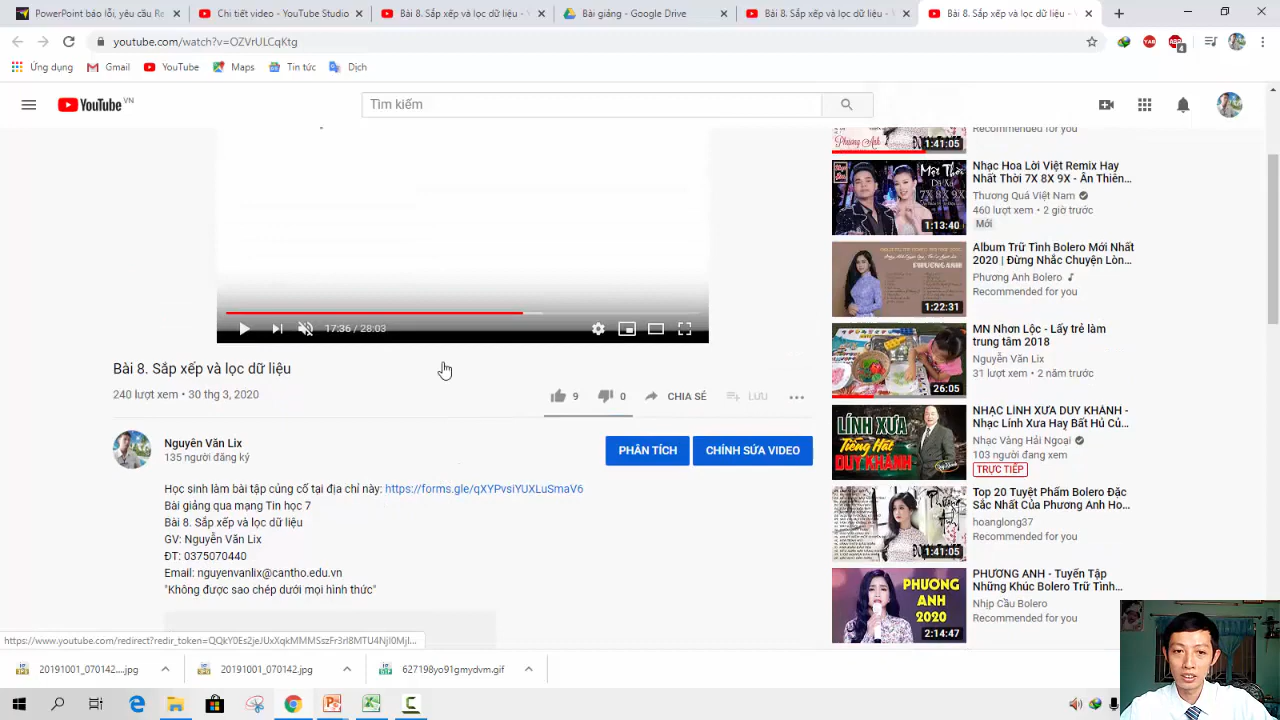 PowerPoint bài lỗi, yêu cầu R
Chi tiết video - YouTube Studio
Bài 8. Sắp xếp và lọc dữ liệu - Y
Bài giảng - Google Drive
Bài 8. Sắp xếp và lọc dữ liệu -
Bài 8. Sắp xếp và lọc dữ liệu -
youtube.com/watch?v=OZVrULCqKtg
4
Ứng dụng
Gmail
YouTube
Maps
Tin tức
Dịch
YouTube VN
Tìm kiếm
Phương Anh
1:41:05
Recommended for you
1:13:40
Nhạc Hoa Lời Việt Remix Hay
Nhất Thời 7X 8X 9X - Ân Thiên...
Thương Quá Việt Nam
460 lượt xem • 2 giờ trước
Mới
1:22:31
Album Trữ Tình Bolero Mới Nhất
2020 | Đừng Nhắc Chuyện Lòn...
Phương Anh Bolero
Recommended for you
17:36 / 28:03
26:05
MN Nhơn Lộc - Lấy trẻ làm
trung tâm 2018
Nguyễn Văn Lix
31 lượt xem • 2 năm trước
Bài 8. Sắp xếp và lọc dữ liệu
240 lượt xem • 30 thg 3, 2020
9
0
CHIA SẺ
LƯU
LÍNH XƯA
Tiếng Hát
DUY KHÁNH
NHẠC LÍNH XƯA DUY KHÁNH -
Nhạc Lính Xưa Hay Bất Hủ Củ...
Nhạc Vàng Hải Ngoại
103 người đang xem
TRỰC TIẾP
Nguyễn Văn Lix
135 người đăng ký
PHÂN TÍCH
CHỈNH SỬA VIDEO
Học sinh làm bài tập củng cố tại địa chỉ này: https://forms.gle/qXYPvsiYUXLuSmaV6
Bài giảng qua mạng Tin học 7
Bài 8. Sắp xếp và lọc dữ liệu
GV: Nguyễn Văn Lix
ĐT: 0375070440
Email: nguyenvanlix@cantho.edu.vn
"Không được sao chép dưới mọi hình thức"
1:41:05
Top 20 Tuyệt Phẩm Bolero Đặc
Sắc Nhất Của Phương Anh Ho...
hoanglong37
Recommended for you
PHƯƠNG
ANH
2020
2:14:47
PHƯƠNG ANH - Tuyển Tập
Những Khúc Bolero Trữ Tình...
Nhịp Cầu Bolero
Recommended for you
20191001_070142....jpg
20191001_070142.jpg
627198yo91gmydvm.gif